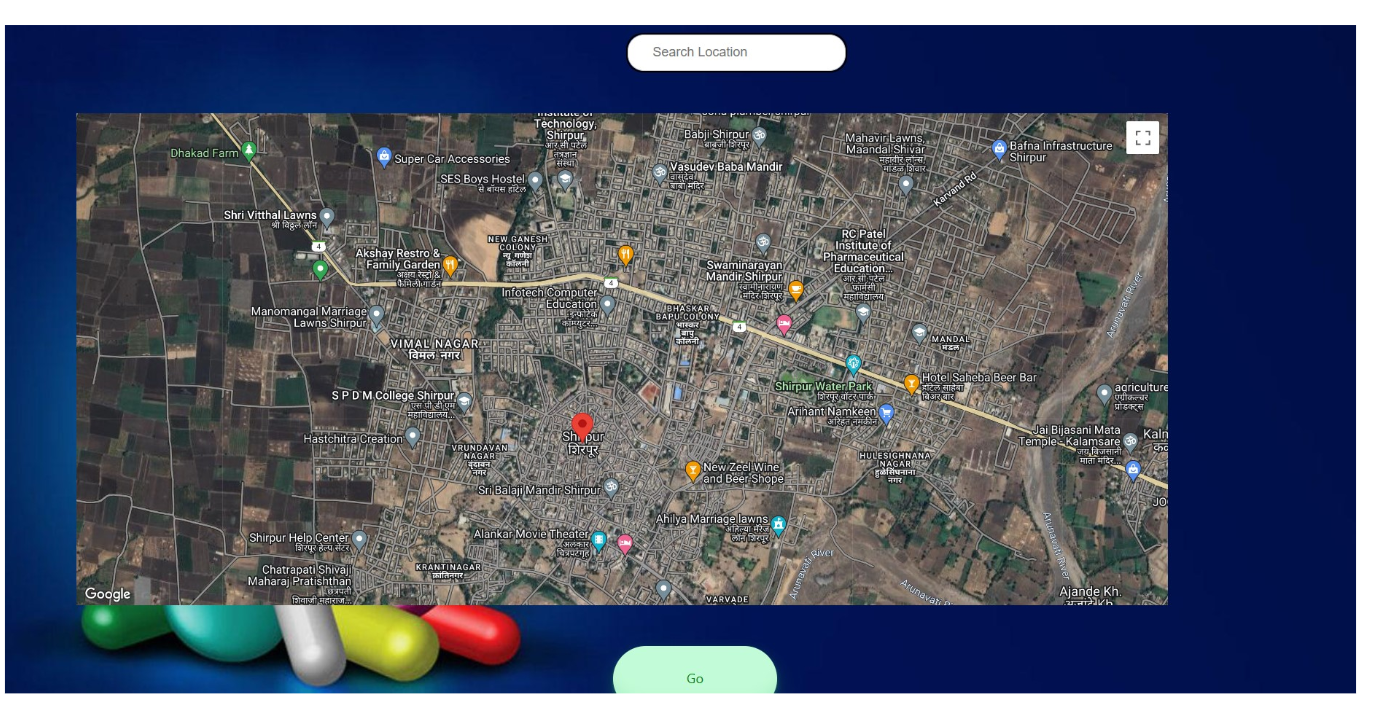 Search Location
Institute of
Technology,
Shirpur
आर सी पटेल
तंत्रज्ञान
संस्था
Babji Shirpur
बाबजी शिरपूर
Mahavir Lawns,
Maandal Shivar
महावीर लॉन्स,
मांडळ शिवार
Bafna Infrastructure
Shirpur
Dhakad Farm
Super Car Accessories
SES Boys Hostel
से बॉयस हॉटेल
Vasudev Baba Mandir
वासुदेव
बाबा मंदिर
Karvand Rd
Shri Vitthal Lawns
श्री विठ्ठल लॉन
4
NEW GANESH
COLONY
न्यू गणेश
कॉलनी
RC Patel
Institute of
Pharmaceutical
Education...
आर सी पटेल
फार्मसी
महाविद्यालय
Akshay Restro &
Family Garden
अक्षय रेस्ट्रो &
फॅमिली गार्डन
Swaminarayan
Mandir Shirpur
स्वामीनारायण
मंदिर शिरपूर
Arunavati River
4
Infotech Computer
Education
इन्फोटेक
कॉम्प्युटर...
Manomangal Marriage
Lawns Shirpur
BHASKAR
BAPU COLONY
भास्कर
बापू
कॉलनी
4
VIMAL NAGAR
विमल नगर
MANDAL
मंडळ
Shirpur Water Park
शिरपूर वॉटर पार्क
Hotel Saheba Beer Bar
हॉटेल साहेबा
बिअर बार
agriculture
एग्रीकल्चर
प्रोडक्ट्स
S P D M College Shirpur
एस पी डी एम
महाविद्यालय...
Arihant Namkeen
अरिहंत नमकीन
Hastchitra Creation
Shirpur
शिरपूर
Jai Bijasani Mata
Temple - Kalamsare
जय बिजसानी
माता मंदिर...
Kaln
VRUNDAVAN
NAGAR
वृंदावन
नगर
HULESIGHNANA
NAGAR
हुळेसिंघनाना
नगर
New Zeel Wine
and Beer Shope
Sri Balaji Mandir Shirpur
JO
Ahilya Marriage lawns
अहिल्या मॅरेज
लॉन शिरपूर
Alankar Movie Theater
अलंकार
चित्रपटगृह
Shirpur Help Center
शिरपूर हेल्प सेंटर
Arunavati River
Arunavati River
KRANTINAGAR
क्रांतिनगर
Chatrapati Shivaji
Maharaj Pratishthan
छत्रपती
शिवाजी महाराज...
Arunavati
Ajande Kh.
VARVADE
Google
Go